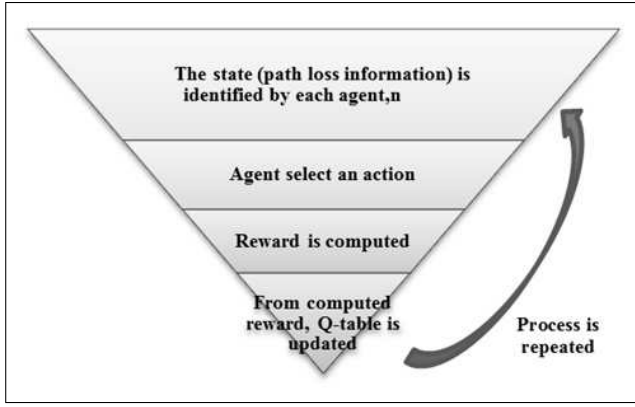 The state (path loss information) is
identified by each agent,n
Agent select an action
Reward is computed
From computed
reward, Q-table is
updated
Process is
repeated